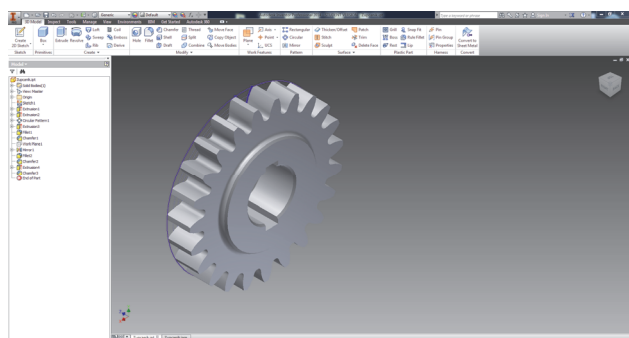 Generic Default
3D Model Inspect Tools Manage View Environments BIM Get Started Autodesk 360
Create 2D Sketch
Box
Extrude Revolve
Loft Coil
Sweep Emboss
Rib Derive
Hole Fillet
Chamfer Thread Move Face
Shell Split Copy Object
Draft Combine Move Bodies
Plane
Axis
Point
UCS
Rectangular
Circular
Mirror
Thickness/Offset Patch
Stitch Trim
Sculpt Delete Face
Grill Snap Fit
Boss Rule Fillet
Rest Lip
Pin
Pin Group
Properties
Convert to Sheet Metal
Sketch Primitives Create Modify Work Features Pattern Surface Plastic Part Harness Convert
Model
Solid Bodies(1)
View: Master
Origin
Sketch1
Extrusion1
Extrusion2
Circular Pattern1
Extrusion3
Fillet1
Chamfer1
Work Plane1
Mirror1
Fillet2
Chamfer2
Extrusion4
Chamfer3
End of Part